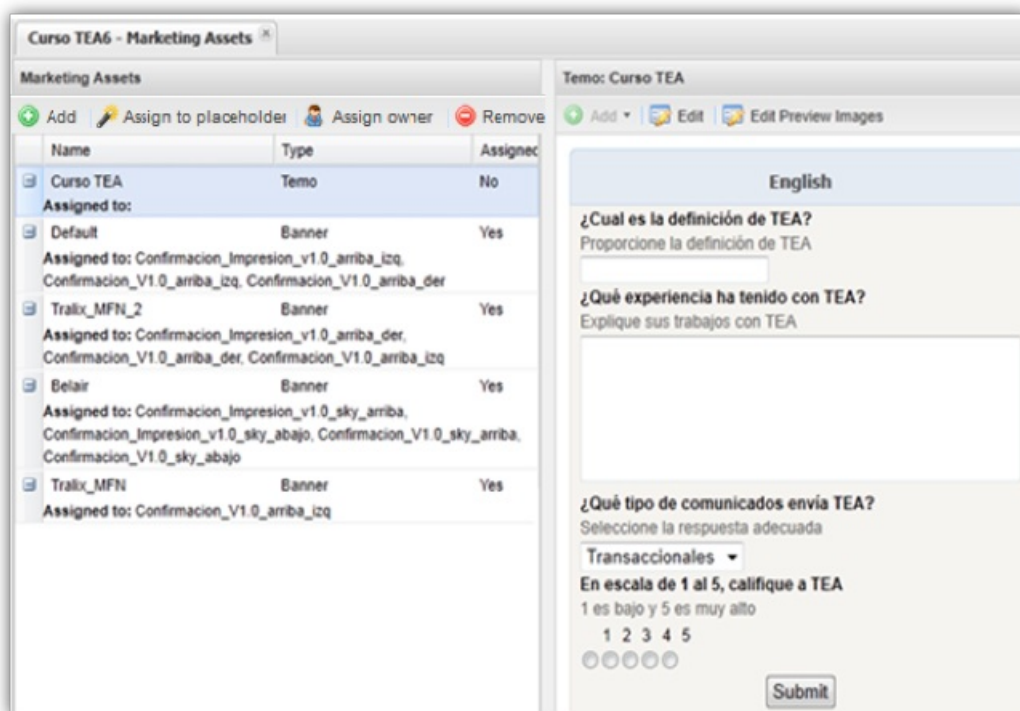 Curso TEA6 - Marketing Assets
Marketing Assets
Add Assign to placeholder Assign owner Remove
Name Type Assigned
Curso TEA Temo No
Assigned to:
Default Banner Yes
Assigned to: Confirmacion_Impresion_v1.0_arriba_izq,
Confirmacion_V1.0_arriba_izq, Confirmacion_V1.0_arriba_der
Tralix_MFN_2 Banner Yes
Assigned to: Confirmacion_Impresion_v1.0_arriba_der,
Confirmacion_V1.0_arriba_der, Confirmacion_V1.0_arriba_izq
Belair Banner Yes
Assigned to: Confirmacion_Impresion_v1.0_sky_arriba,
Confirmacion_Impresion_v1.0_sky_abajo, Confirmacion_V1.0_sky_arriba,
Confirmacion_V1.0_sky_abajo
Tralix_MFN Banner Yes
Assigned to: Confirmacion_V1.0_arriba_izq
Temo: Curso TEA
Add Edit Edit Preview Images
English
¿Cual es la definición de TEA?
Proporcione la definición de TEA
¿Qué experiencia ha tenido con TEA?
Explique sus trabajos con TEA
¿Qué tipo de comunicados envía TEA?
Seleccione la respuesta adecuada
Transaccionales
En escala de 1 al 5, califique a TEA
1 es bajo y 5 es muy alto
1 2 3 4 5
Submit